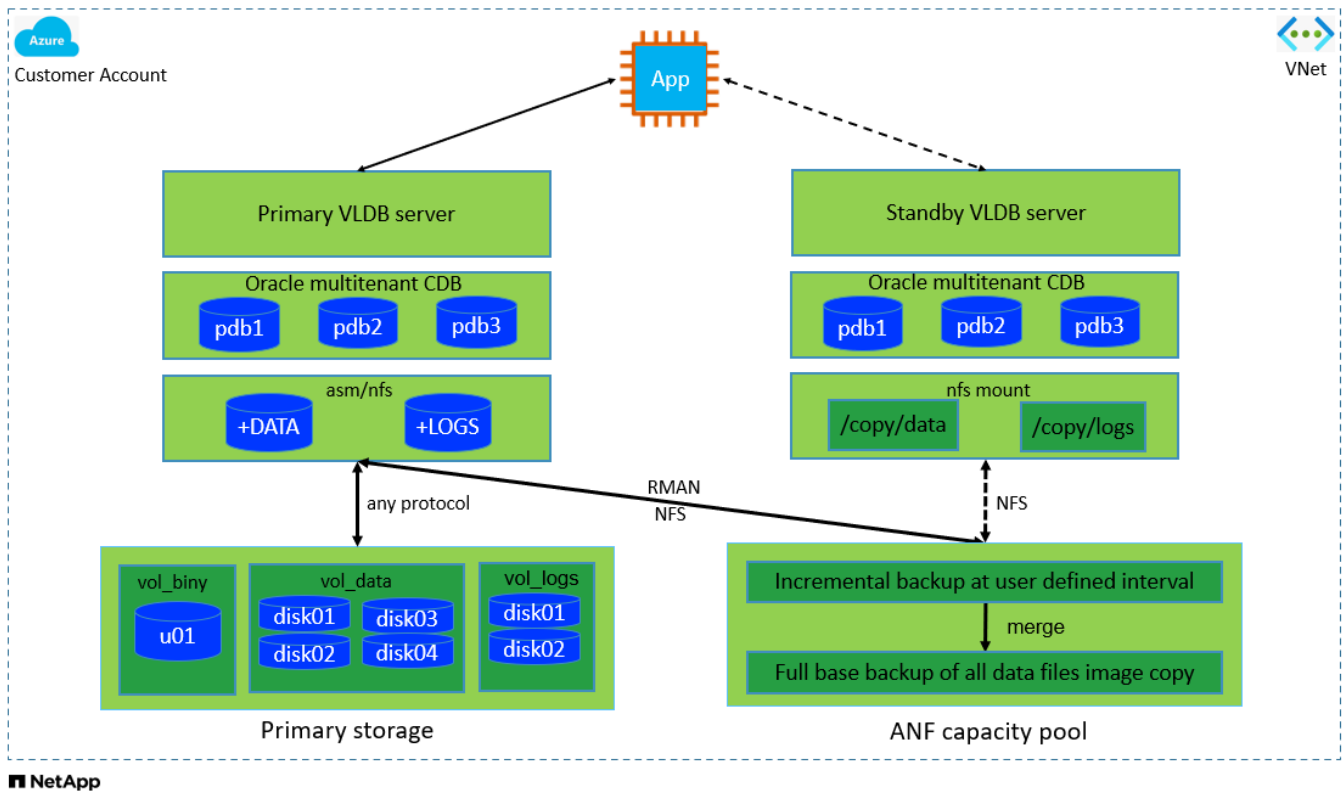 Azure
Customer Account
App
VNet
Primary VLDB server
Standby VLDB server
Oracle multitenant CDB
pdb1
pdb2
pdb3
Oracle multitenant CDB
pdb1
pdb2
pdb3
asm/nfs
+DATA
+LOGS
nfs mount
/copy/data
/copy/logs
any protocol
RMAN
NFS
NFS
vol_biny
u01
vol_data
disk01
disk03
disk02
disk04
vol_logs
disk01
disk02
Incremental backup at user defined interval
merge
Full base backup of all data files image copy
Primary storage
ANF capacity pool
NetApp